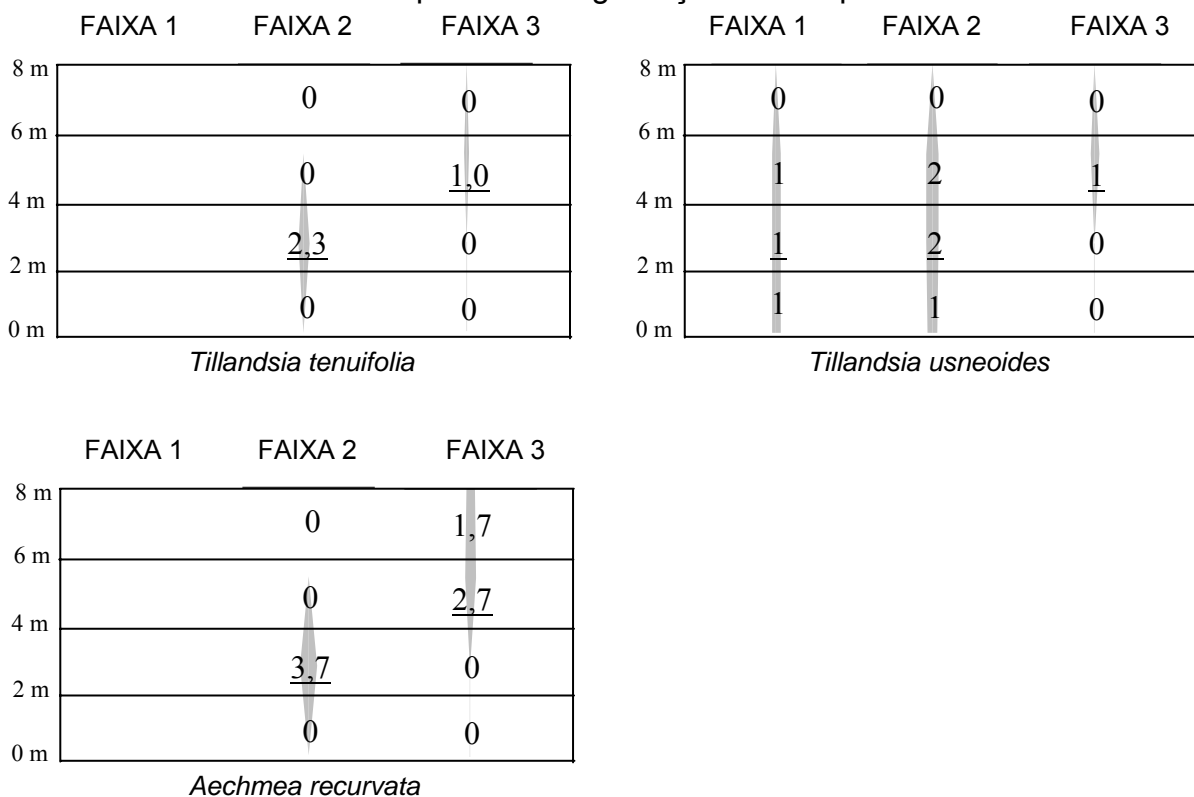 FAIXA 1 FAIXA 2 FAIXA 3
8 m
0 0
6 m
0 1,0
4 m
2,3 0
2 m
0 0
0 m
Tillandsia tenuifolia
FAIXA 1 FAIXA 2 FAIXA 3
8 m
0 0 0
6 m
1 2 1
4 m
1 2 0
2 m
1 1 0
0 m
Tillandsia usneoides
FAIXA 1 FAIXA 2 FAIXA 3
8 m
0 1,7
6 m
0 2,7
4 m
3,7 0
2 m
0 0
0 m
Aechmea recurvata